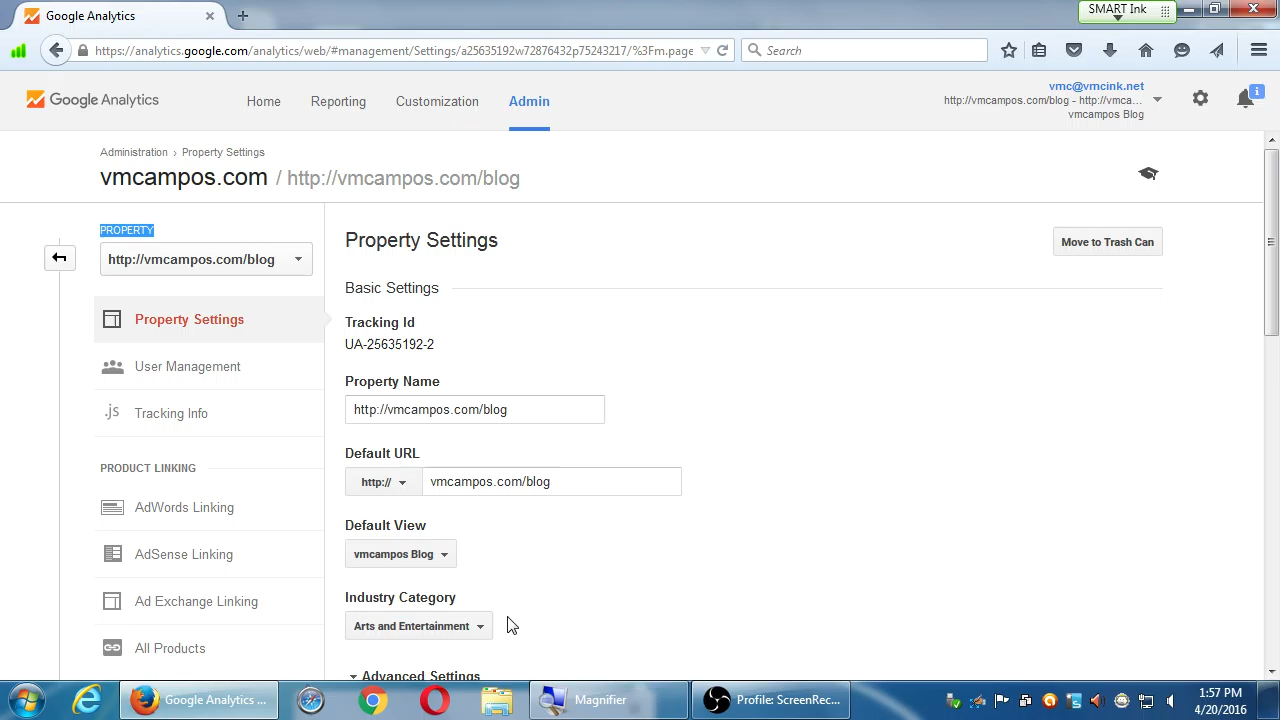 Google Analytics
SMART Ink
https://analytics.google.com/analytics/web/#management/Settings/a25635192w72876432p75243217/%3Fm.page
Search
Google Analytics
Home
Reporting
Customization
Admin
vmc@vmcink.net
http://vmcampos.com/blog - http://vmca...
vmcampos Blog
i
Administration › Property Settings
vmcampos.com / http://vmcampos.com/blog
PROPERTY
http://vmcampos.com/blog
Property Settings
User Management
.js Tracking Info
PRODUCT LINKING
AdWords Linking
AdSense Linking
Ad Exchange Linking
All Products
Property Settings
Move to Trash Can
Basic Settings
Tracking Id
UA-25635192-2
Property Name
http://vmcampos.com/blog
Default URL
http://
vmcampos.com/blog
Default View
vmcampos Blog
Industry Category
Arts and Entertainment
Advanced Settings
Google Analytics ...
Magnifier
Profile: ScreenRec...
1:57 PM
4/20/2016